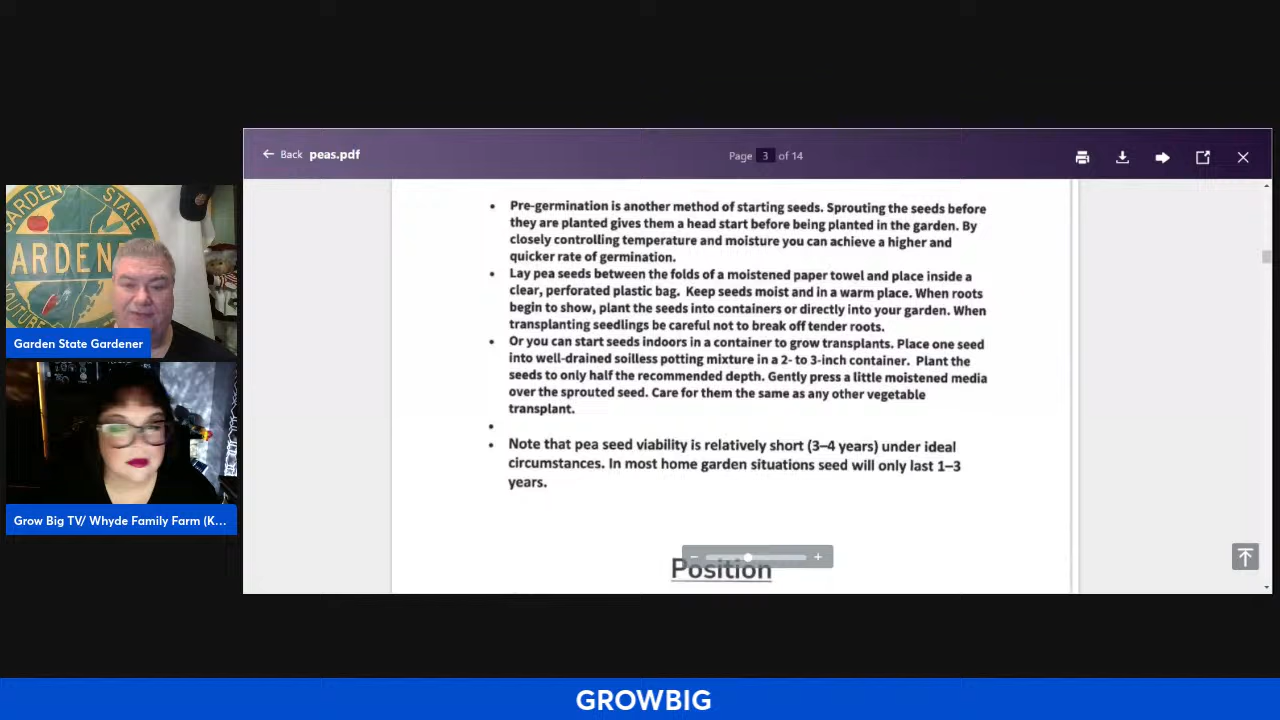 ← Back peas.pdf
Page 3 of 14
• Pre-germination is another method of starting seeds. Sprouting the seeds before
they are planted gives them a head start before being planted in the garden. By
closely controlling temperature and moisture you can achieve a higher and
quicker rate of germination.
• Lay pea seeds between the folds of a moistened paper towel and place inside a
clear, perforated plastic bag. Keep seeds moist and in a warm place. When roots
begin to show, plant the seeds into containers or directly into your garden. When
transplanting seedlings be careful not to break off tender roots.
• Or you can start seeds indoors in a container to grow transplants. Place one seed
into well-drained soilless potting mixture in a 2- to 3-inch container. Plant the
seeds to only half the recommended depth. Gently press a little moistened media
over the sprouted seed. Care for them the same as any other vegetable
transplant.
•
• Note that pea seed viability is relatively short (3–4 years) under ideal
circumstances. In most home garden situations seed will only last 1–3
years.
Position
GARDEN STATE
ARDENE
YOUTUBE
Garden State Gardener
Grow Big TV/ Whyde Family Farm (K...
GROWBIG